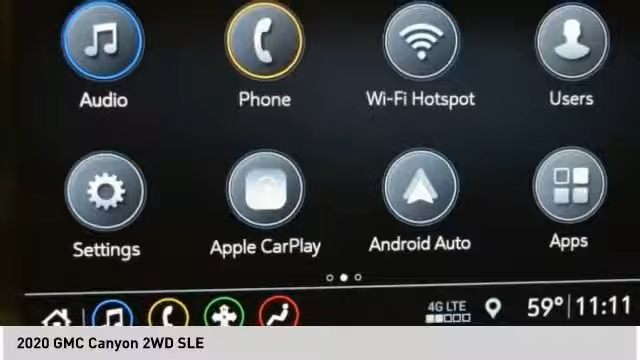 Audio Phone Wi-Fi Hotspot Users
Settings Apple CarPlay Android Auto Apps
4G LTE 59° 11:11
2020 GMC Canyon 2WD SLE